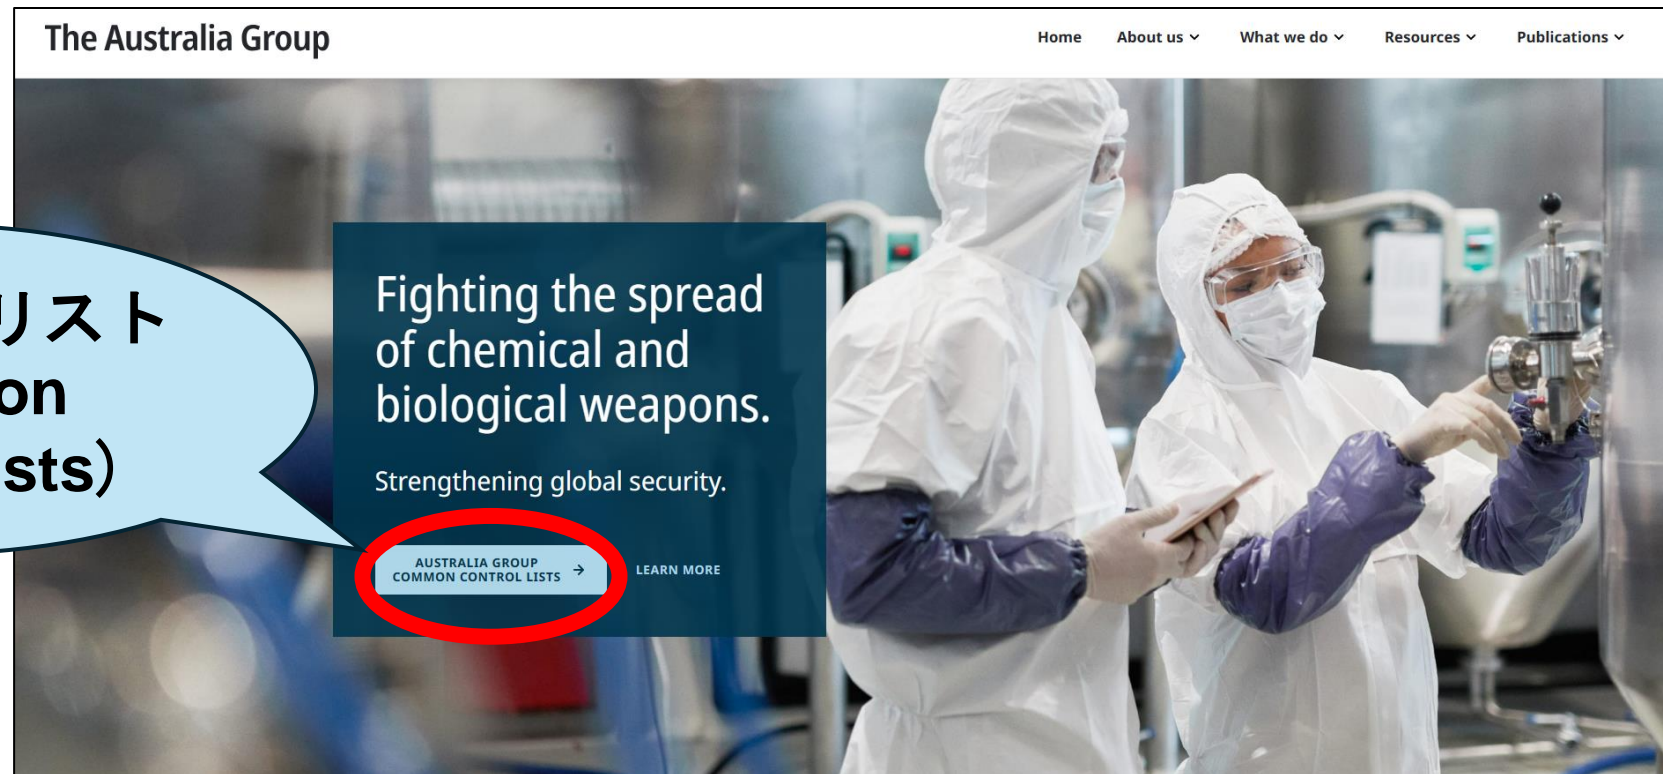 The Australia Group
Home About us What we do Resources Publications
Fighting the spread
of chemical and
biological weapons.
Strengthening global security.
AUSTRALIA GROUP
COMMON CONTROL LISTS →
LEARN MORE
リスト
on
sts）